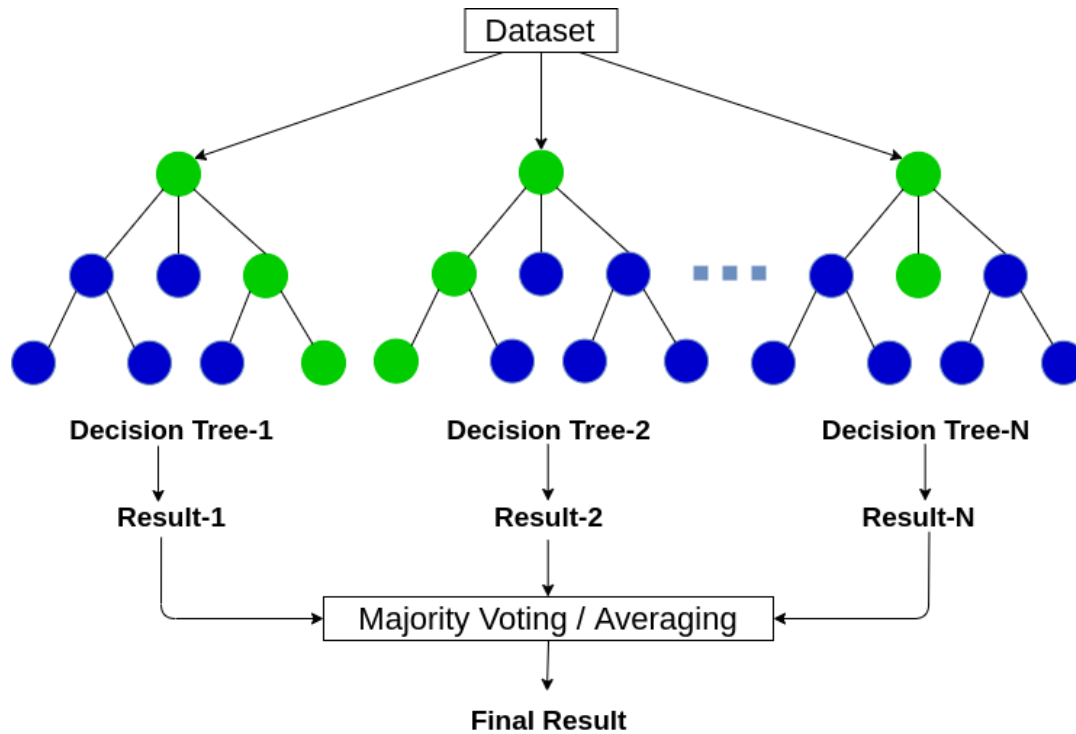 Dataset
Decision Tree-1
Decision Tree-2
Decision Tree-N
Result-1
Result-2
Result-N
Majority Voting / Averaging
Final Result